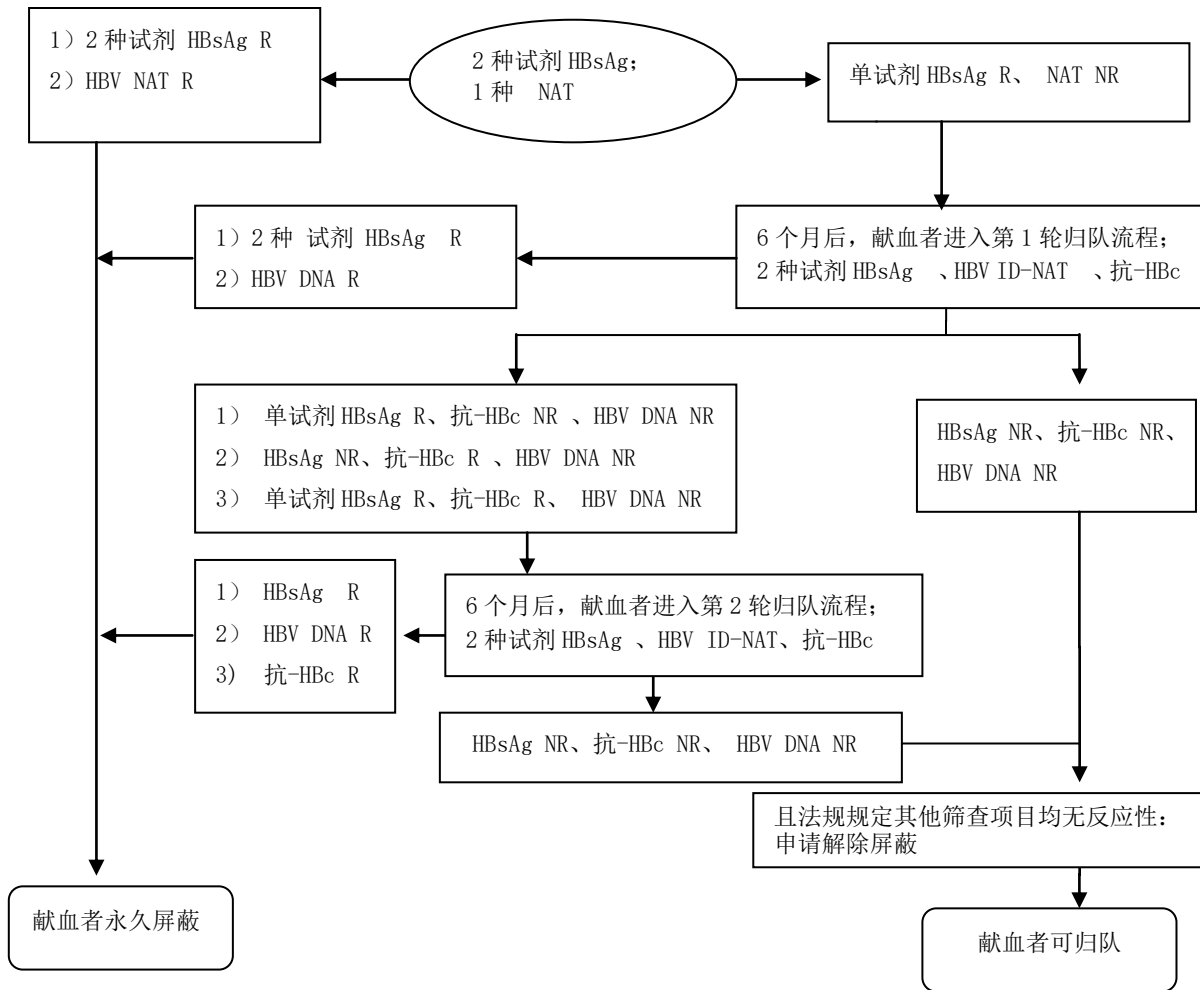 1）2 种试剂 HBsAg R
2）HBV NAT R
2 种试剂 HBsAg；
1 种 NAT
单试剂 HBsAg R、 NAT NR
1）2 种 试剂 HBsAg R
2）HBV DNA R
6 个月后，献血者进入第 1 轮归队流程；
2 种试剂 HBsAg 、HBV ID-NAT 、抗-HBc
1） 单试剂 HBsAg R、抗-HBc NR 、HBV DNA NR
2） HBsAg NR、抗-HBc R 、HBV DNA NR
3） 单试剂 HBsAg R、抗-HBc R、 HBV DNA NR
HBsAg NR、抗-HBc NR、
HBV DNA NR
1） HBsAg R
2） HBV DNA R
3) 抗-HBc R
6 个月后，献血者进入第 2 轮归队流程；
2 种试剂 HBsAg 、HBV ID-NAT、抗-HBc
HBsAg NR、抗-HBc NR、 HBV DNA NR
且法规规定其他筛查项目均无反应性：
申请解除屏蔽
献血者永久屏蔽
献血者可归队